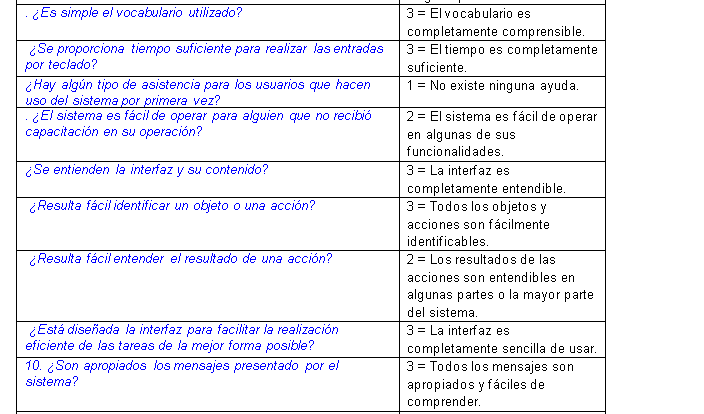 . ¿Es simple el vocabulario utilizado?
3 = El vocabulario es
completamente comprensible.
¿Se proporciona tiempo suficiente para realizar las entradas
por teclado?
3 = El tiempo es completamente
suficiente.
¿Hay algún tipo de asistencia para los usuarios que hacen
uso del sistema por primera vez?
1 = No existe ninguna ayuda.
. ¿El sistema es fácil de operar para alguien que no recibió
capacitación en su operación?
2 = El sistema es fácil de operar
en algunas de sus
funcionalidades.
¿Se entienden la interfaz y su contenido?
3 = La interfaz es
completamente entendible.
¿Resulta fácil identificar un objeto o una acción?
3 = Todos los objetos y
acciones son fácilmente
identificables.
¿Resulta fácil entender el resultado de una acción?
2 = Los resultados de las
acciones son entendibles en
algunas partes o la mayor parte
del sistema.
¿Está diseñada la interfaz para facilitar la realización
eficiente de las tareas de la mejor forma posible?
3 = La interfaz es
completamente sencilla de usar.
10. ¿Son apropiados los mensajes presentado por el
sistema?
3 = Todos los mensajes son
apropiados y fáciles de
comprender.